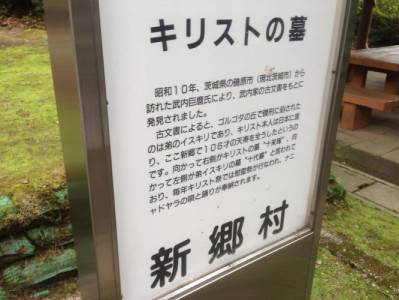 キリストの墓
昭和10年、茨城県の磯原市(現北茨城市)から
訪れた武内巨麿氏により、武内家の古文書をもとに
発見されました。
古文書によると、ゴルゴダの丘で磔刑に処された
のは弟のイスキリであり、キリスト本人は日本に渡
り、ここ新郷で106才の天寿を全うしたというの
です。向かって右側がキリストの墓"十来塚"、向
かって左側が弟イスキリの墓"十代墓"と言われて
おり、毎年キリスト祭では慰霊祭が行なわれ、ナニ
ャドヤラの唄と踊りが奉納されます。
新郷村